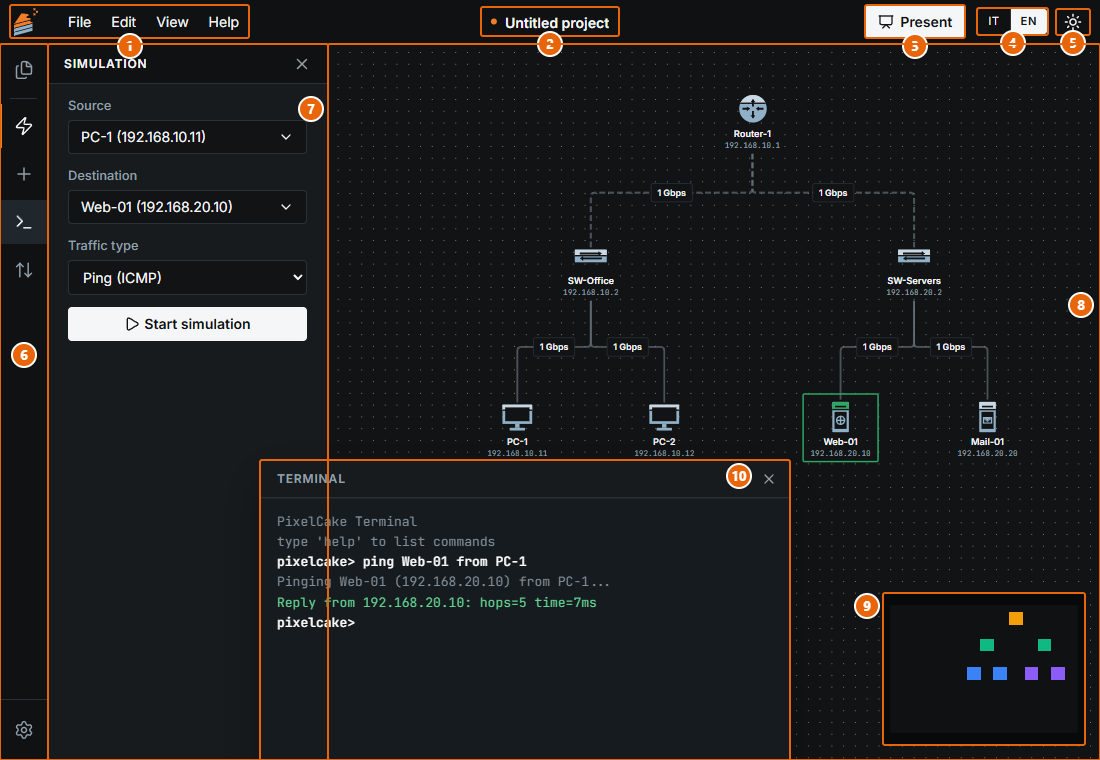 File Edit View Help
Untitled project
Present
IT EN
1
2
3
4
5
SIMULATION
7
Source
PC-1 (192.168.10.11)
Destination
Web-01 (192.168.20.10)
Traffic type
Ping (ICMP)
Start simulation
6
Router-1
192.168.10.1
1 Gbps
1 Gbps
SW-Office
192.168.10.2
SW-Servers
192.168.20.2
8
1 Gbps
1 Gbps
1 Gbps
1 Gbps
PC-1
192.168.10.11
PC-2
192.168.10.12
Web-01
192.168.20.10
Mail-01
192.168.20.20
TERMINAL
10
PixelCake Terminal
type 'help' to list commands
pixelcake> ping Web-01 from PC-1
Pinging Web-01 (192.168.20.10) from PC-1...
Reply from 192.168.20.10: hops=5 time=7ms
pixelcake>
9